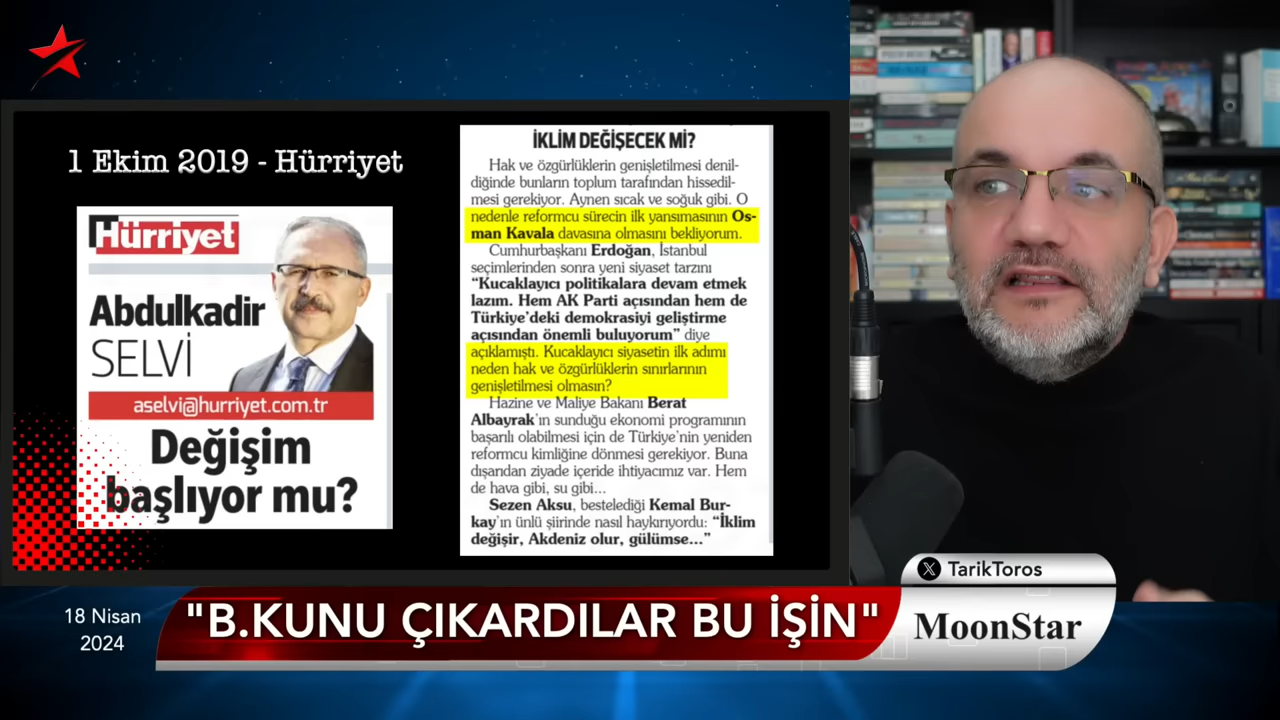 1 Ekim 2019 - Hürriyet
Hürriyet
Abdulkadir
SELVİ
aselvi@hurriyet.com.tr
Değişim
başlıyor mu?
İKLİM DEĞİŞECEK Mİ?
Hak ve özgürlüklerin genişletilmesi denil-
diğinde bunların toplum tarafından hissedil-
mesi gerekiyor. Aynen sıcak ve soğuk gibi. O
nedenle reformcu sürecin ilk yansımasının Os-
man Kavala davasına olmasını bekliyorum.
Cumhurbaşkanı Erdoğan, İstanbul
seçimlerinden sonra yeni siyaset tarzını
“Kucaklayıcı politikalara devam etmek
lazım. Hem AK Parti açısından hem de
Türkiye’deki demokrasiyi geliştirme
açısından önemli buluyorum” diye
açıklamıştı. Kucaklayıcı siyasetin ilk adımı
neden hak ve özgürlüklerin sınırlarının
genişletilmesi olmasın?
Hazine ve Maliye Bakanı Berat
Albayrak’ın sunduğu ekonomi programının
başarılı olabilmesi için de Türkiye’nin yeniden
reformcu kimliğine dönmesi gerekiyor. Buna
dışarıdan ziyade içeride ihtiyacımız var. Hem
de hava gibi, su gibi...
Sezen Aksu, bestelediği Kemal Bur-
kay’ın ünlü şiirinde nasıl haykırıyordu: “İklim
değişir, Akdeniz olur, gülümse...”
TarikToros
MoonStar
18 Nisan
2024
"B.KUNU ÇIKARDILAR BU İŞİN"